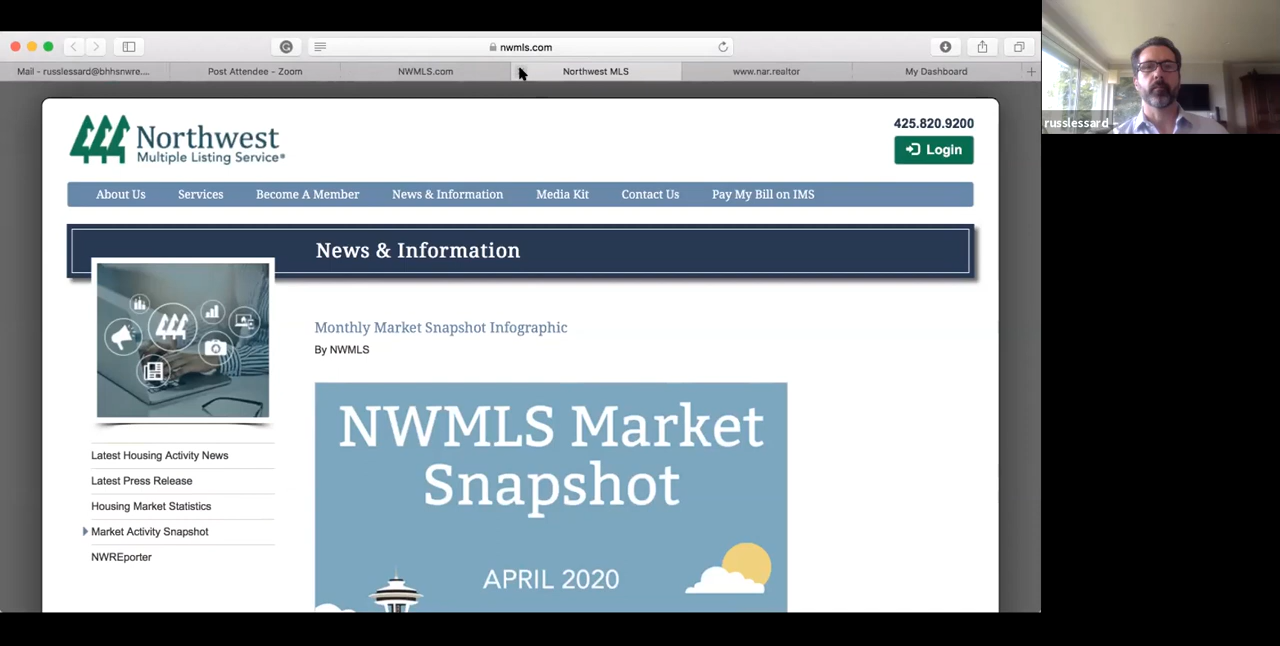 nwmls.com
Mail - russlessard@bhhsnwre....
Post Attendee - Zoom
NWMLS.com
Northwest MLS
www.nar.realtor
My Dashboard
russlessard
Northwest
Multiple Listing Service®
425.820.9200
Login
About Us
Services
Become A Member
News & Information
Media Kit
Contact Us
Pay My Bill on IMS
News & Information
Monthly Market Snapshot Infographic
By NWMLS
NWMLS Market
Snapshot
APRIL 2020
Latest Housing Activity News
Latest Press Release
Housing Market Statistics
Market Activity Snapshot
NWREporter